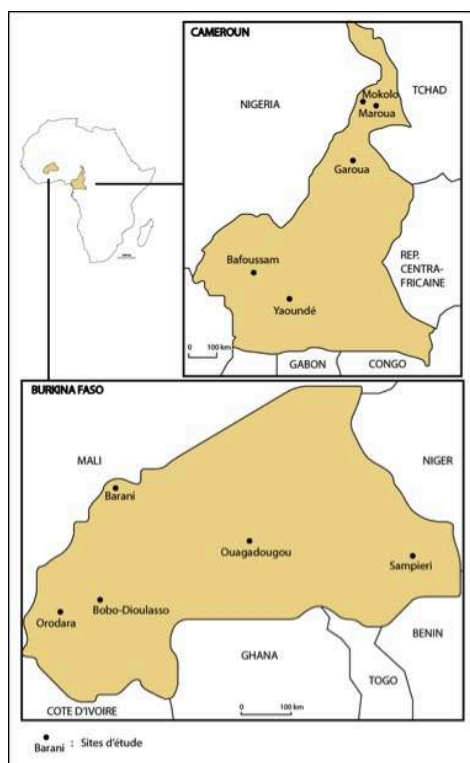 CAMEROUN
TCHAD
NIGERIA
Mokolo
Maroua
Garoua
Bafoussam
Yaoundé
REP.
CENTRA-
FRICAINE
0 100 km
GABON
CONGO
BURKINA FASO
MALI
NIGER
Barani
Ouagadougou
Sampieri
Bobo-Dioulasso
Orodara
BENIN
GHANA
TOGO
COTE D'IVOIRE
0 100 km
Barani : Sites d'étude